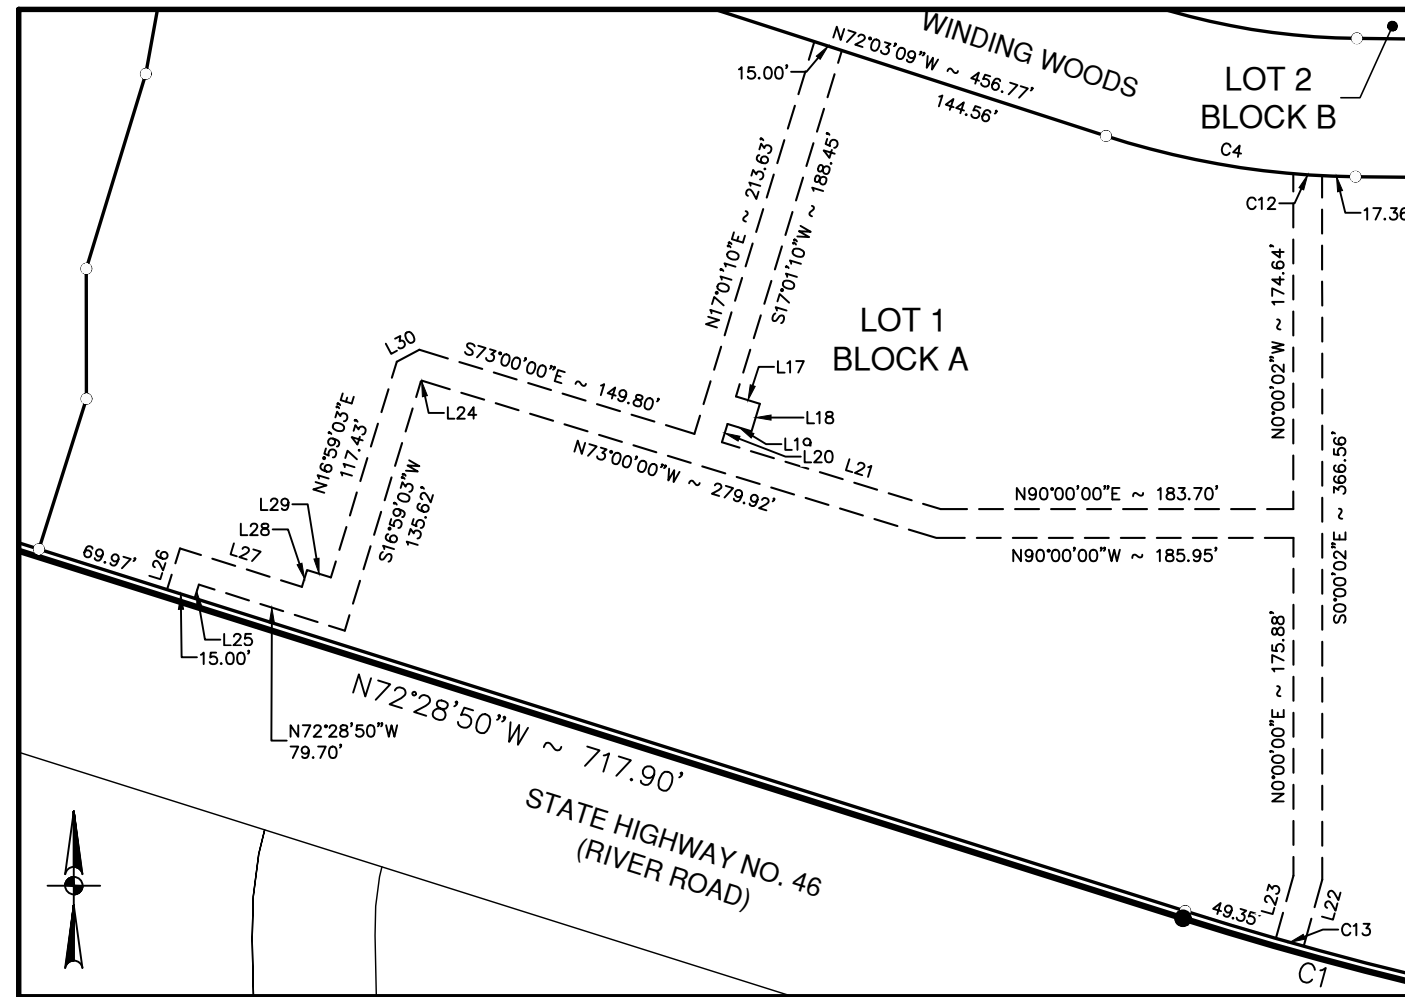 WINDING WOODS
N72°03'09"W ~ 456.77'
144.56'
15.00'
LOT 2
BLOCK B
C4
C12
17.36
N17°01'10"E ~ 213.63'
S17°01'10"W ~ 188.45'
N0°00'02"W ~ 174.64'
LOT 1
BLOCK A
L30
S73°00'00"E ~ 149.80'
L17
L18
L19
L20
L21
L24
N73°00'00"W ~ 279.92'
N16°59'03"E
117.43'
S16°59'03"W
135.62'
N90°00'00"E ~ 183.70'
N90°00'00"W ~ 185.95'
S0°00'02"E ~ 366.56'
L29
L28
L27
L26
69.97'
L25
15.00'
N72°28'50"W
79.70'
N0°00'00"E ~ 175.88'
N72°28'50"W ~ 717.90'
STATE HIGHWAY NO. 46
(RIVER ROAD)
49.35'
L23
L22
C13
C1